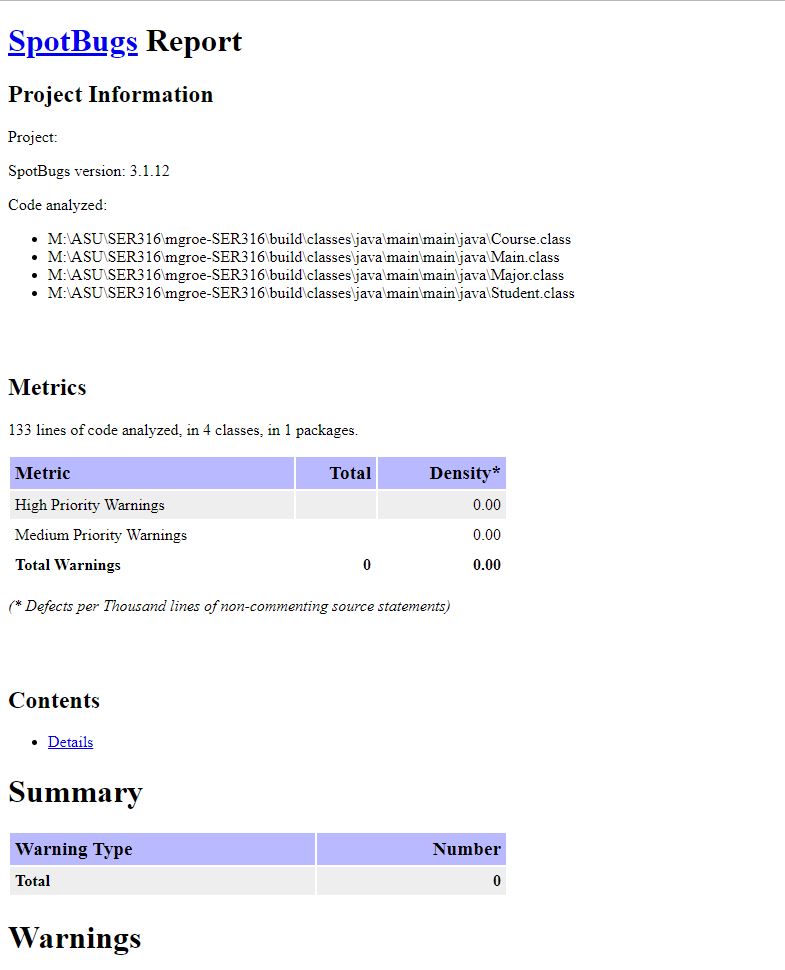 SpotBugs Report
Project Information
Project:
SpotBugs version: 3.1.12
Code analyzed:
M:\ASU\SER316\mgroe-SER316\build\classes\java\main\main\java\Course.class
M:\ASU\SER316\mgroe-SER316\build\classes\java\main\main\java\Main.class
M:\ASU\SER316\mgroe-SER316\build\classes\java\main\main\java\Major.class
M:\ASU\SER316\mgroe-SER316\build\classes\java\main\main\java\Student.class
Metrics
133 lines of code analyzed, in 4 classes, in 1 packages.
Metric Total Density*
High Priority Warnings 0.00
Medium Priority Warnings 0.00
Total Warnings 0 0.00
(* Defects per Thousand lines of non-commenting source statements)
Contents
Details
Summary
Warning Type Number
Total 0
Warnings